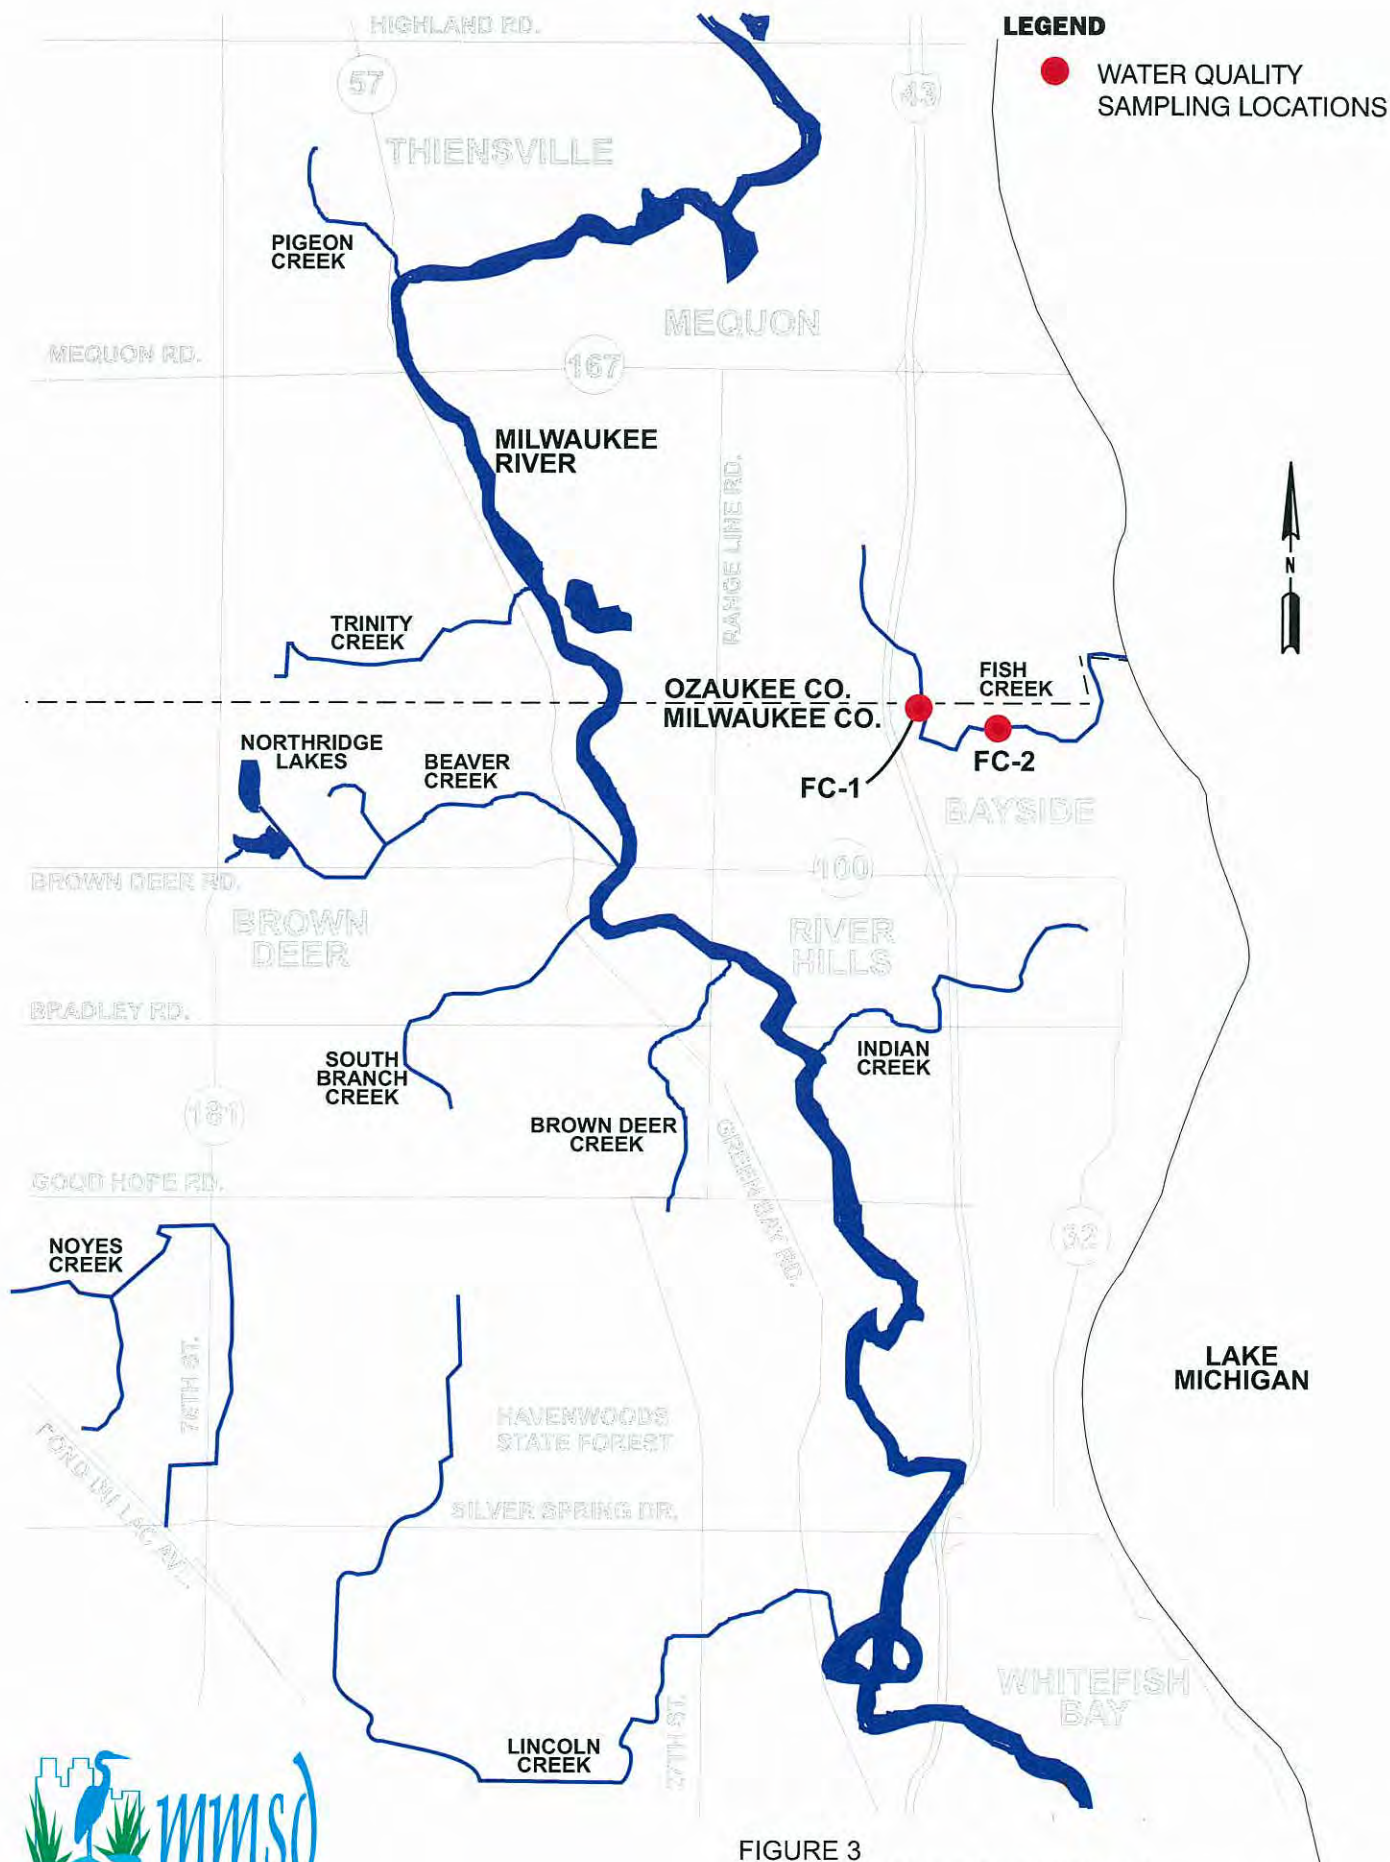 HIGHLAND RD.
LEGEND
WATER QUALITY
SAMPLING LOCATIONS
57
43
THIENSVILLE
PIGEON
CREEK
MEQUON
MEQUON RD.
167
MILWAUKEE
RIVER
RANGE LINE RD.
N
TRINITY
CREEK
FISH
CREEK
OZAUKEE CO.
MILWAUKEE CO.
NORTHRIDGE
LAKES
BEAVER
CREEK
FC-2
FC-1
BAYSIDE
100
BROWN DEER RD.
BROWN
DEER
RIVER
HILLS
BRADLEY RD.
SOUTH
BRANCH
CREEK
INDIAN
CREEK
181
BROWN DEER
CREEK
GREEN BAY RD.
GOOD HOPE RD.
32
NOYES
CREEK
76TH ST.
LAKE
MICHIGAN
HAVENWOODS
STATE FOREST
FOND DU LAC AVE.
SILVER SPRING DR.
WHITEFISH
BAY
27TH ST.
LINCOLN
CREEK
mmsd
FIGURE 3